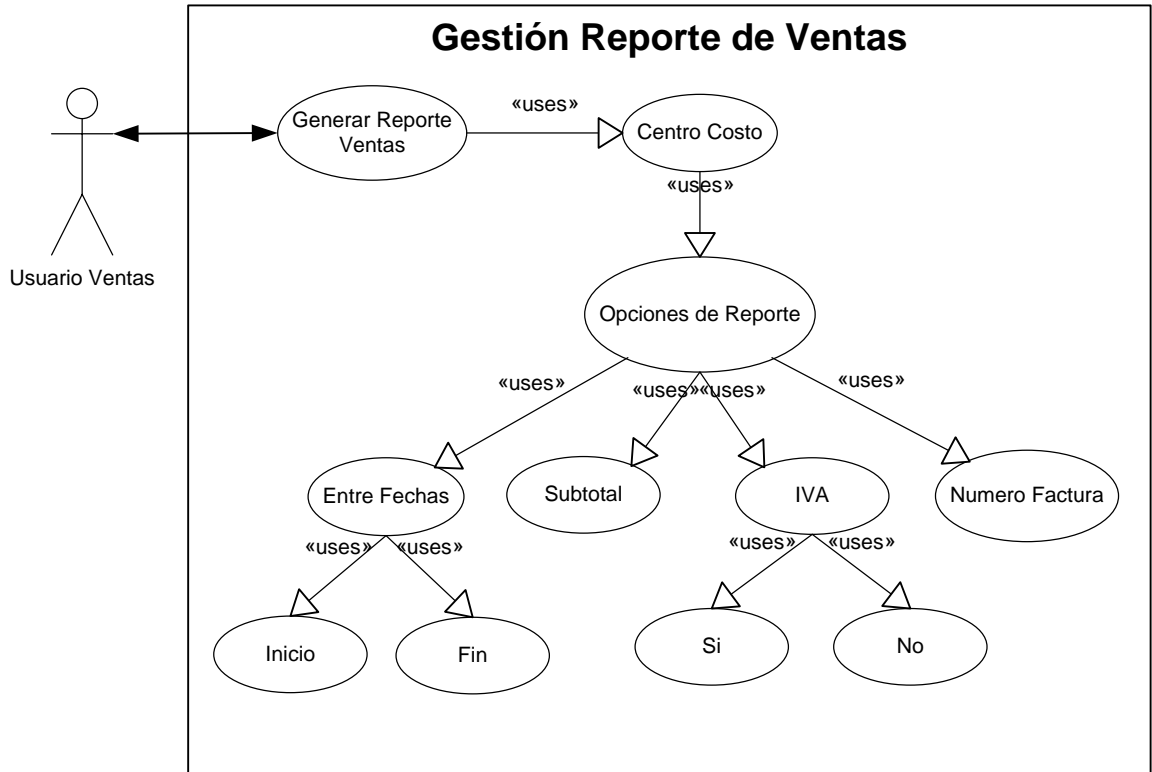 Gestión Reporte de Ventas
Generar Reporte
Ventas
«uses»
Centro Costo
«uses»
Usuario Ventas
Opciones de Reporte
«uses»
«uses»
«uses»
«uses»
Entre Fechas
Subtotal
IVA
Numero Factura
«uses»
«uses»
«uses»
«uses»
Inicio
Fin
Si
No